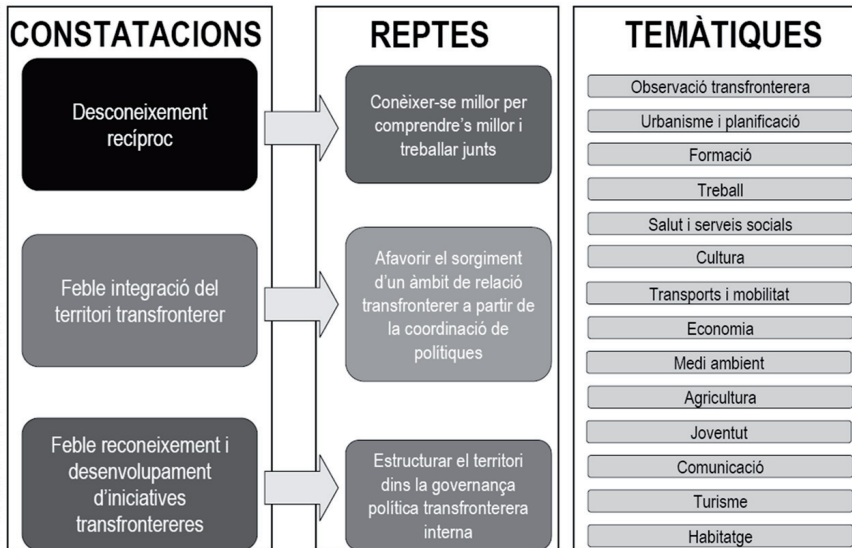 CONSTATACIONS
Desconeixement
recíproc
Feble integració del
territori transfronterer
Feble reconeixement i
desenvolupament
d'iniciatives
transfrontereres
REPTES
Conèixer-se millor per
comprendre's millor i
treballar junts
Afavorir el sorgiment
d'un àmbit de relació
transfronterer a partir de
la coordinació de
polítiques
Estructurar el territori
dins la governança
política transfronterera
interna
TEMÀTIQUES
Observació transfronterera
Urbanisme i planificació
Formació
Treball
Salut i serveis socials
Cultura
Transports i mobilitat
Economia
Medi ambient
Agricultura
Joventut
Comunicació
Turisme
Habitatge